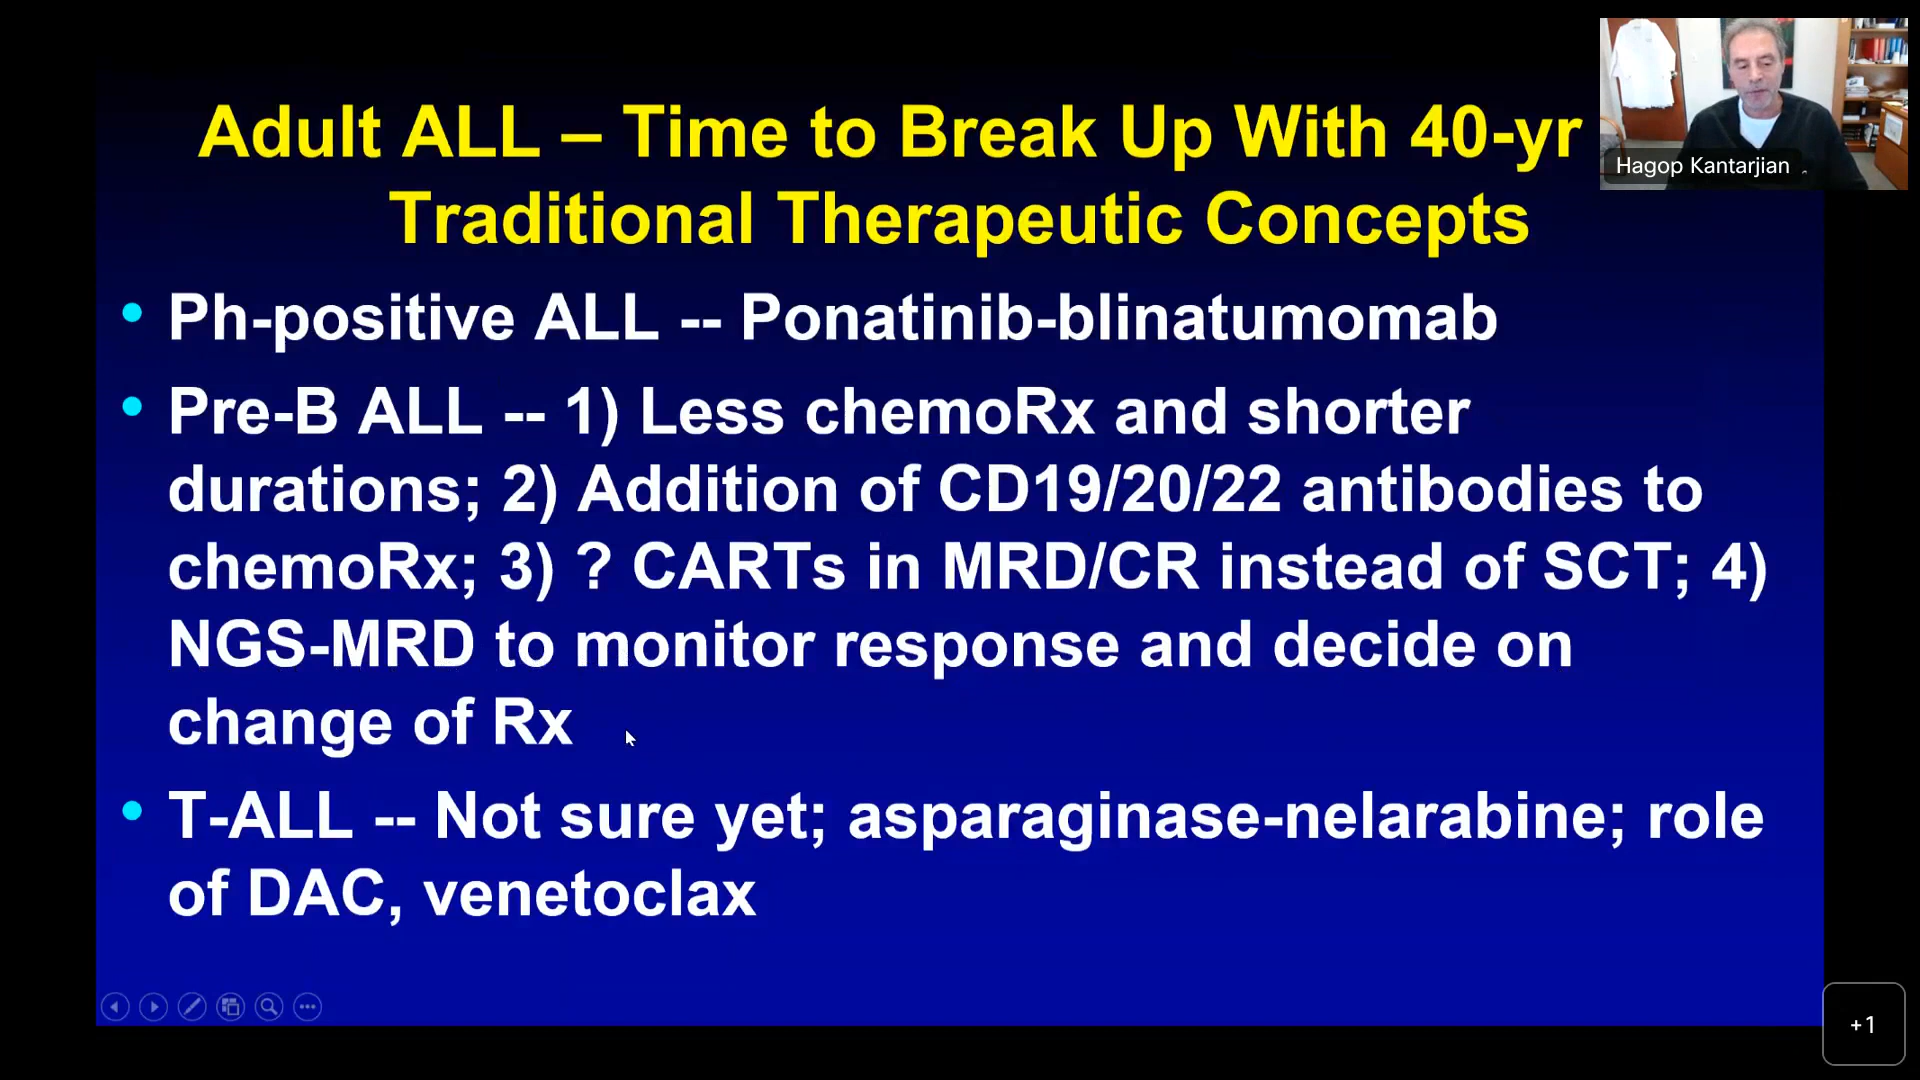 Adult ALL – Time to Break Up With 40-yr
Traditional Therapeutic Concepts
Hagop Kantarjian
• Ph-positive ALL -- Ponatinib-blinatumomab
• Pre-B ALL -- 1) Less chemoRx and shorter
durations; 2) Addition of CD19/20/22 antibodies to
chemoRx; 3) ? CARTs in MRD/CR instead of SCT; 4)
NGS-MRD to monitor response and decide on
change of Rx
• T-ALL -- Not sure yet; asparaginase-nelarabine; role
of DAC, venetoclax
+1